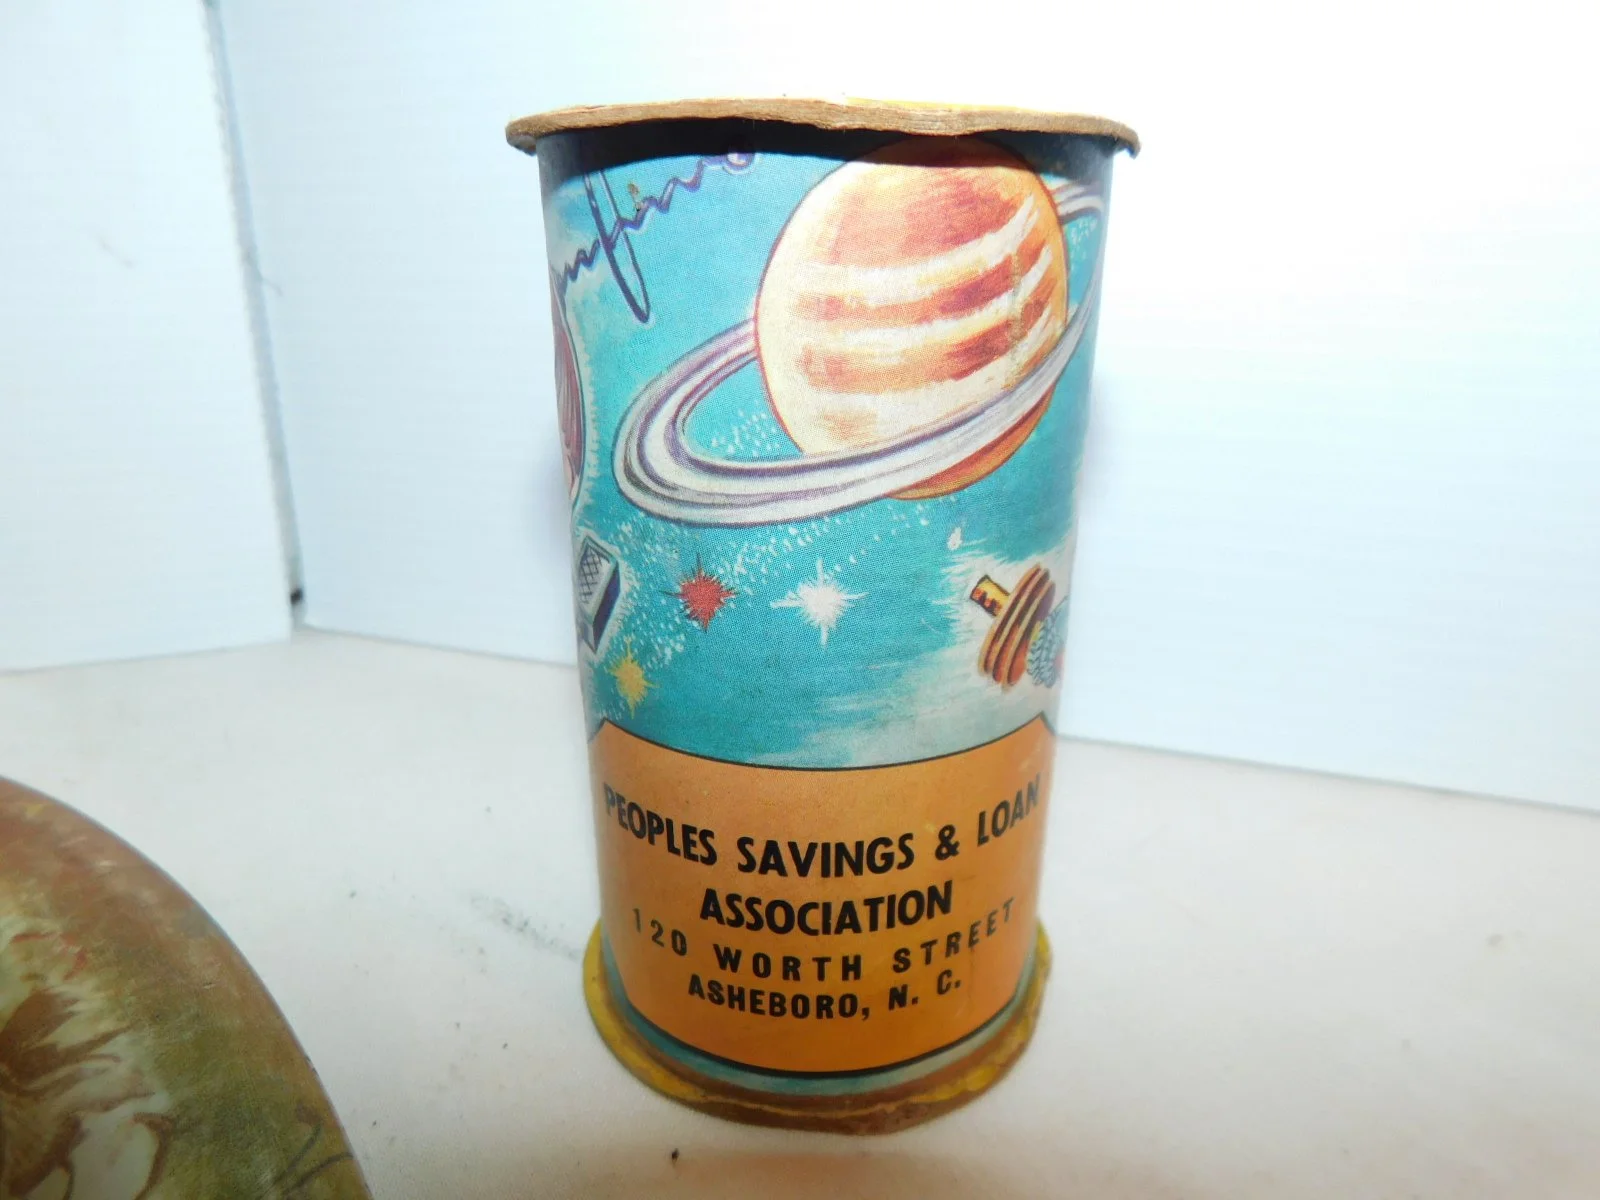 PEOPLES SAVINGS & LOAN
ASSOCIATION
120 WORTH STREET
ASHEBORO, N. C.